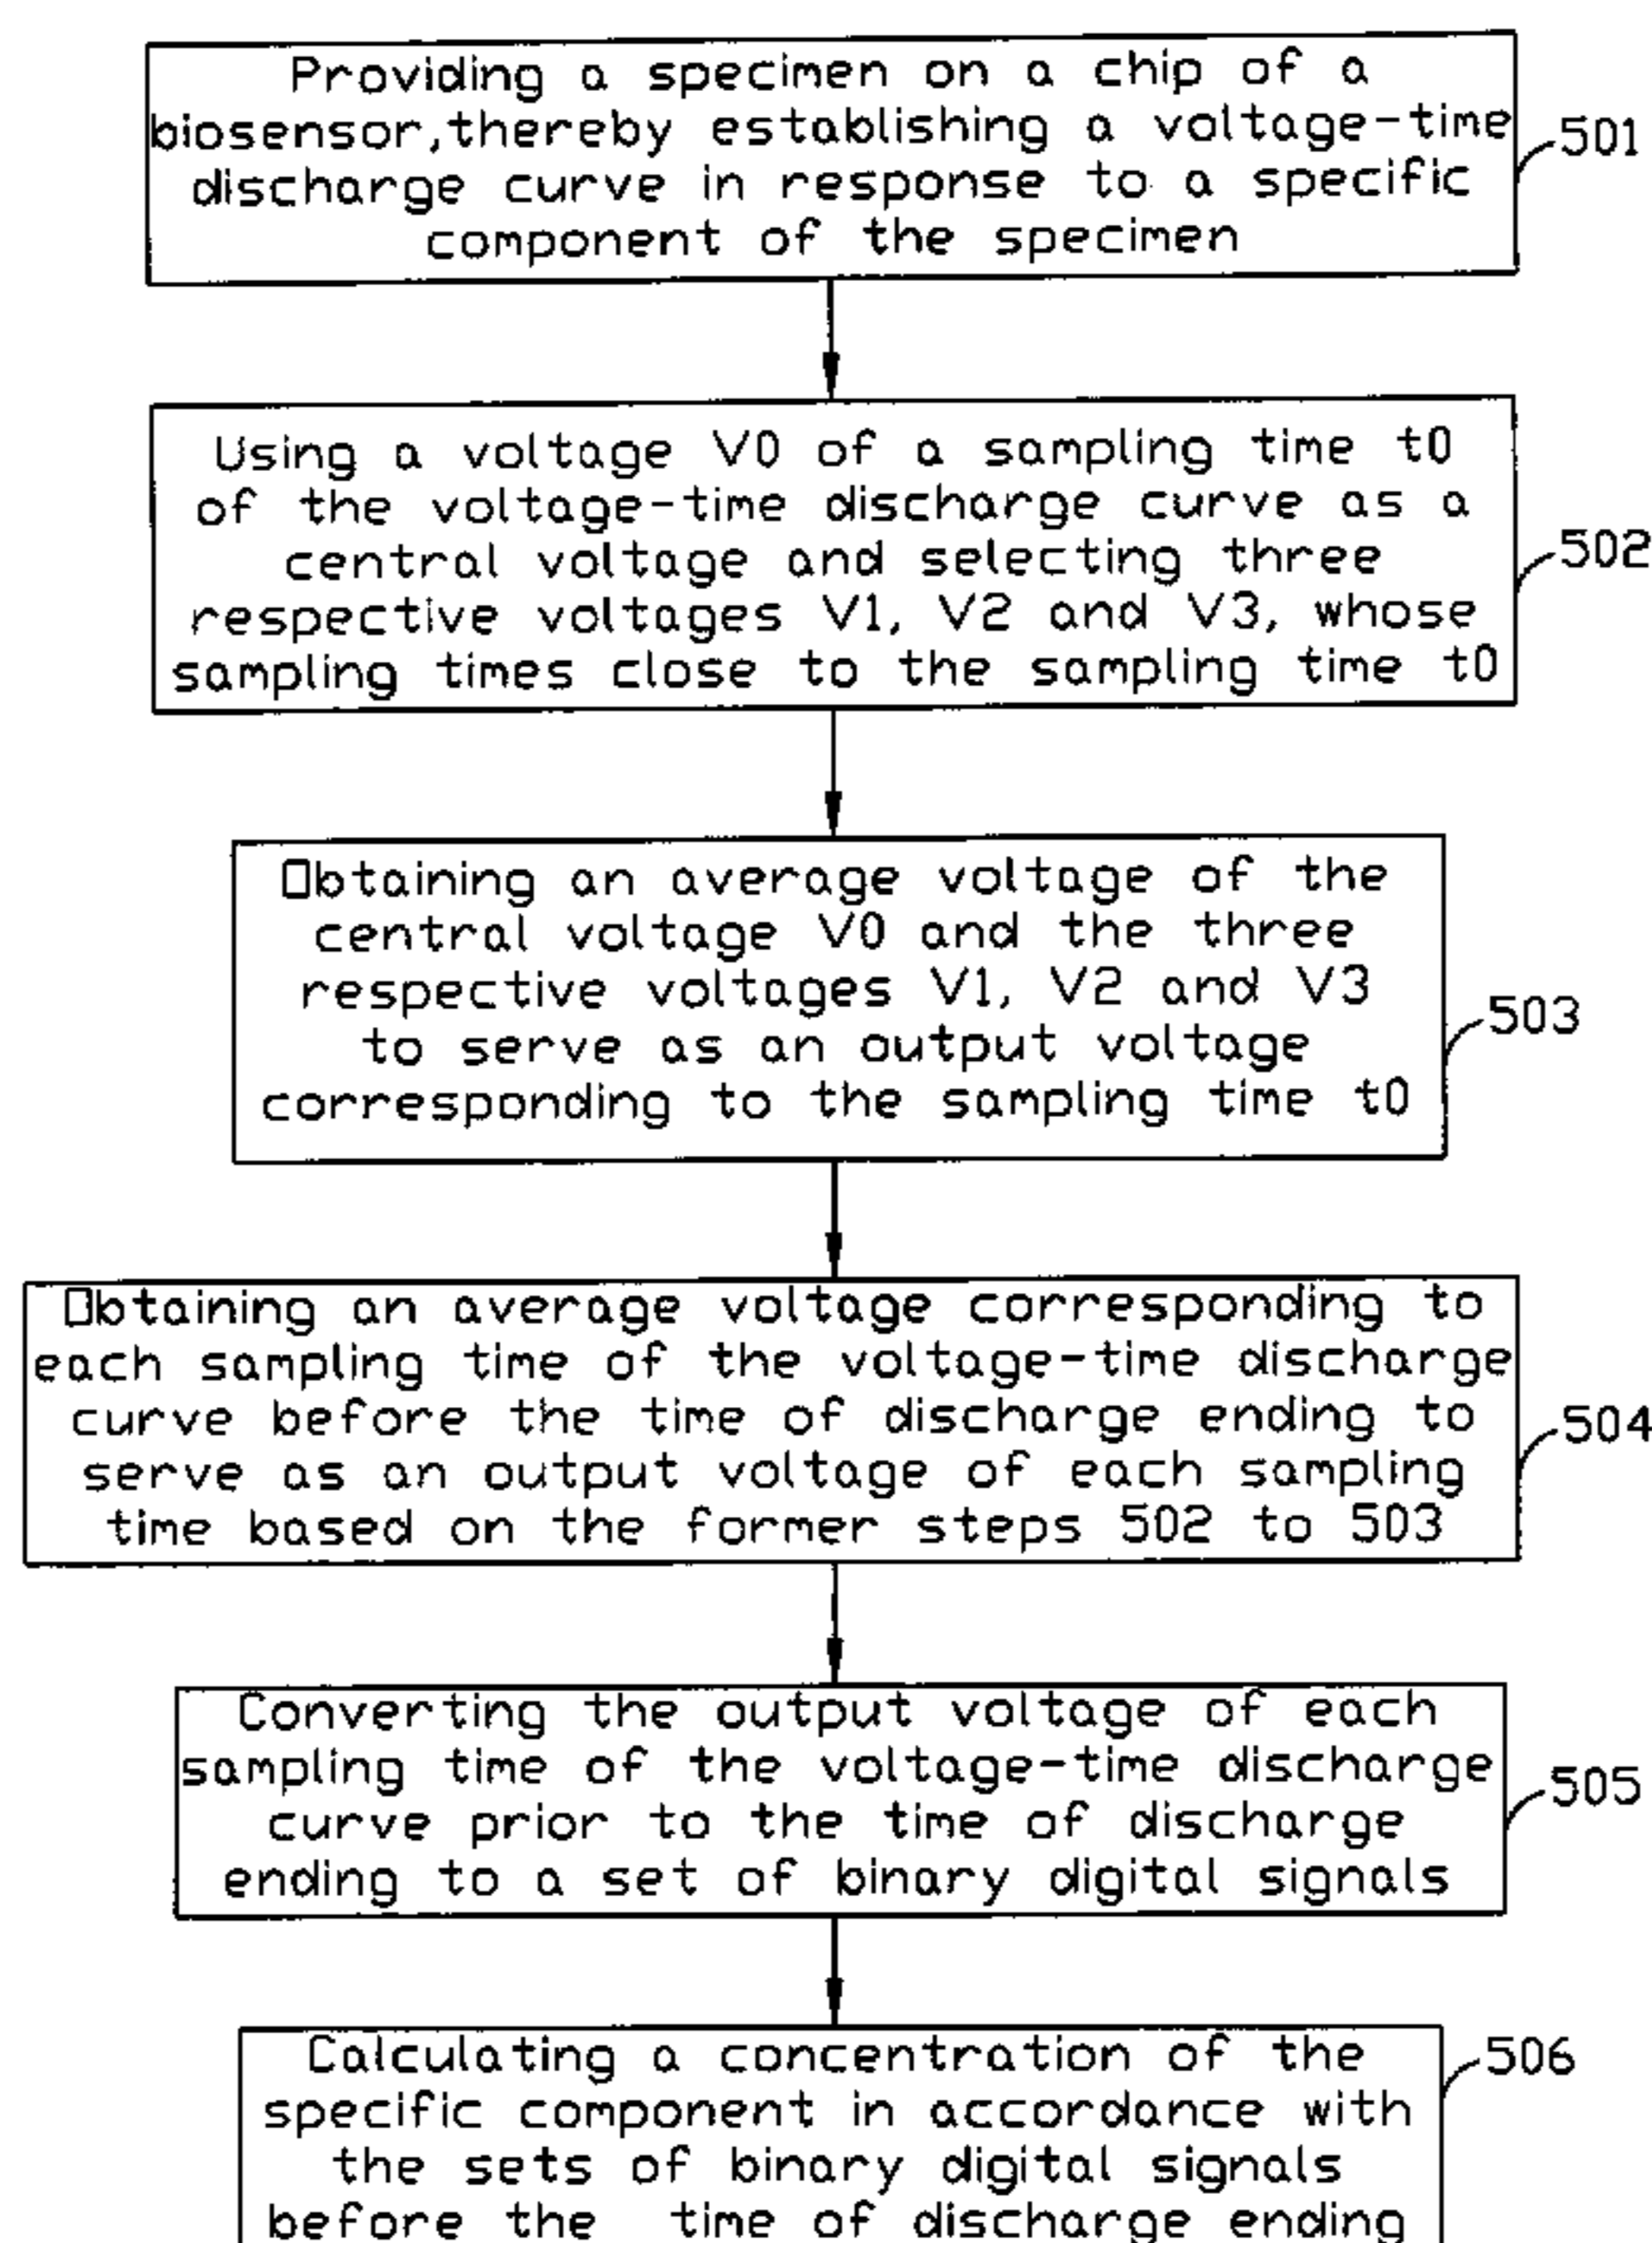 Providing a specimen on a chip of a
biosensor,thereby establishing a voltage-time
discharge curve in response to a specific
component of the specimen
501
Using a voltage V0 of a sampling time t0
of the voltage-time discharge curve as a
central voltage and selecting three
respective voltages V1, V2 and V3, whose
sampling times close to the sampling time t0
502
Obtaining an average voltage of the
central voltage V0 and the three
respective voltages V1, V2 and V3
to serve as an output voltage
corresponding to the sampling time t0
503
Obtaining an average voltage corresponding to
each sampling time of the voltage-time discharge
curve before the time of discharge ending to
serve as an output voltage of each sampling
time based on the former steps 502 to 503
504
Converting the output voltage of each
sampling time of the voltage-time discharge
curve prior to the time of discharge
ending to a set of binary digital signals
505
Calculating a concentration of the
specific component in accordance with
the sets of binary digital signals
before the time of discharge ending
506